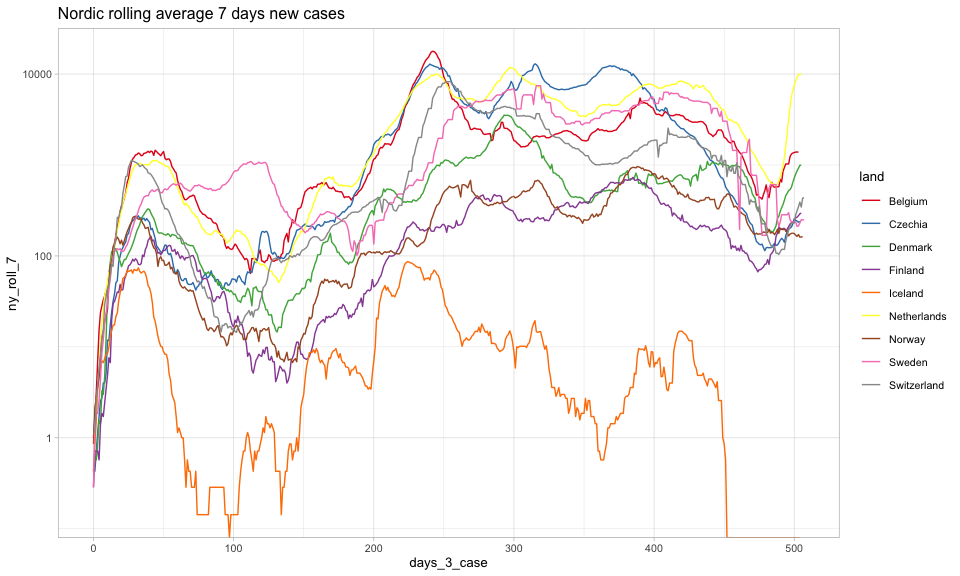 Nordic rolling average 7 days new cases
ny_roll_7
10000
100
1
0
100
200
300
400
500
days_3_case
land
Belgium
Czechia
Denmark
Finland
Iceland
Netherlands
Norway
Sweden
Switzerland